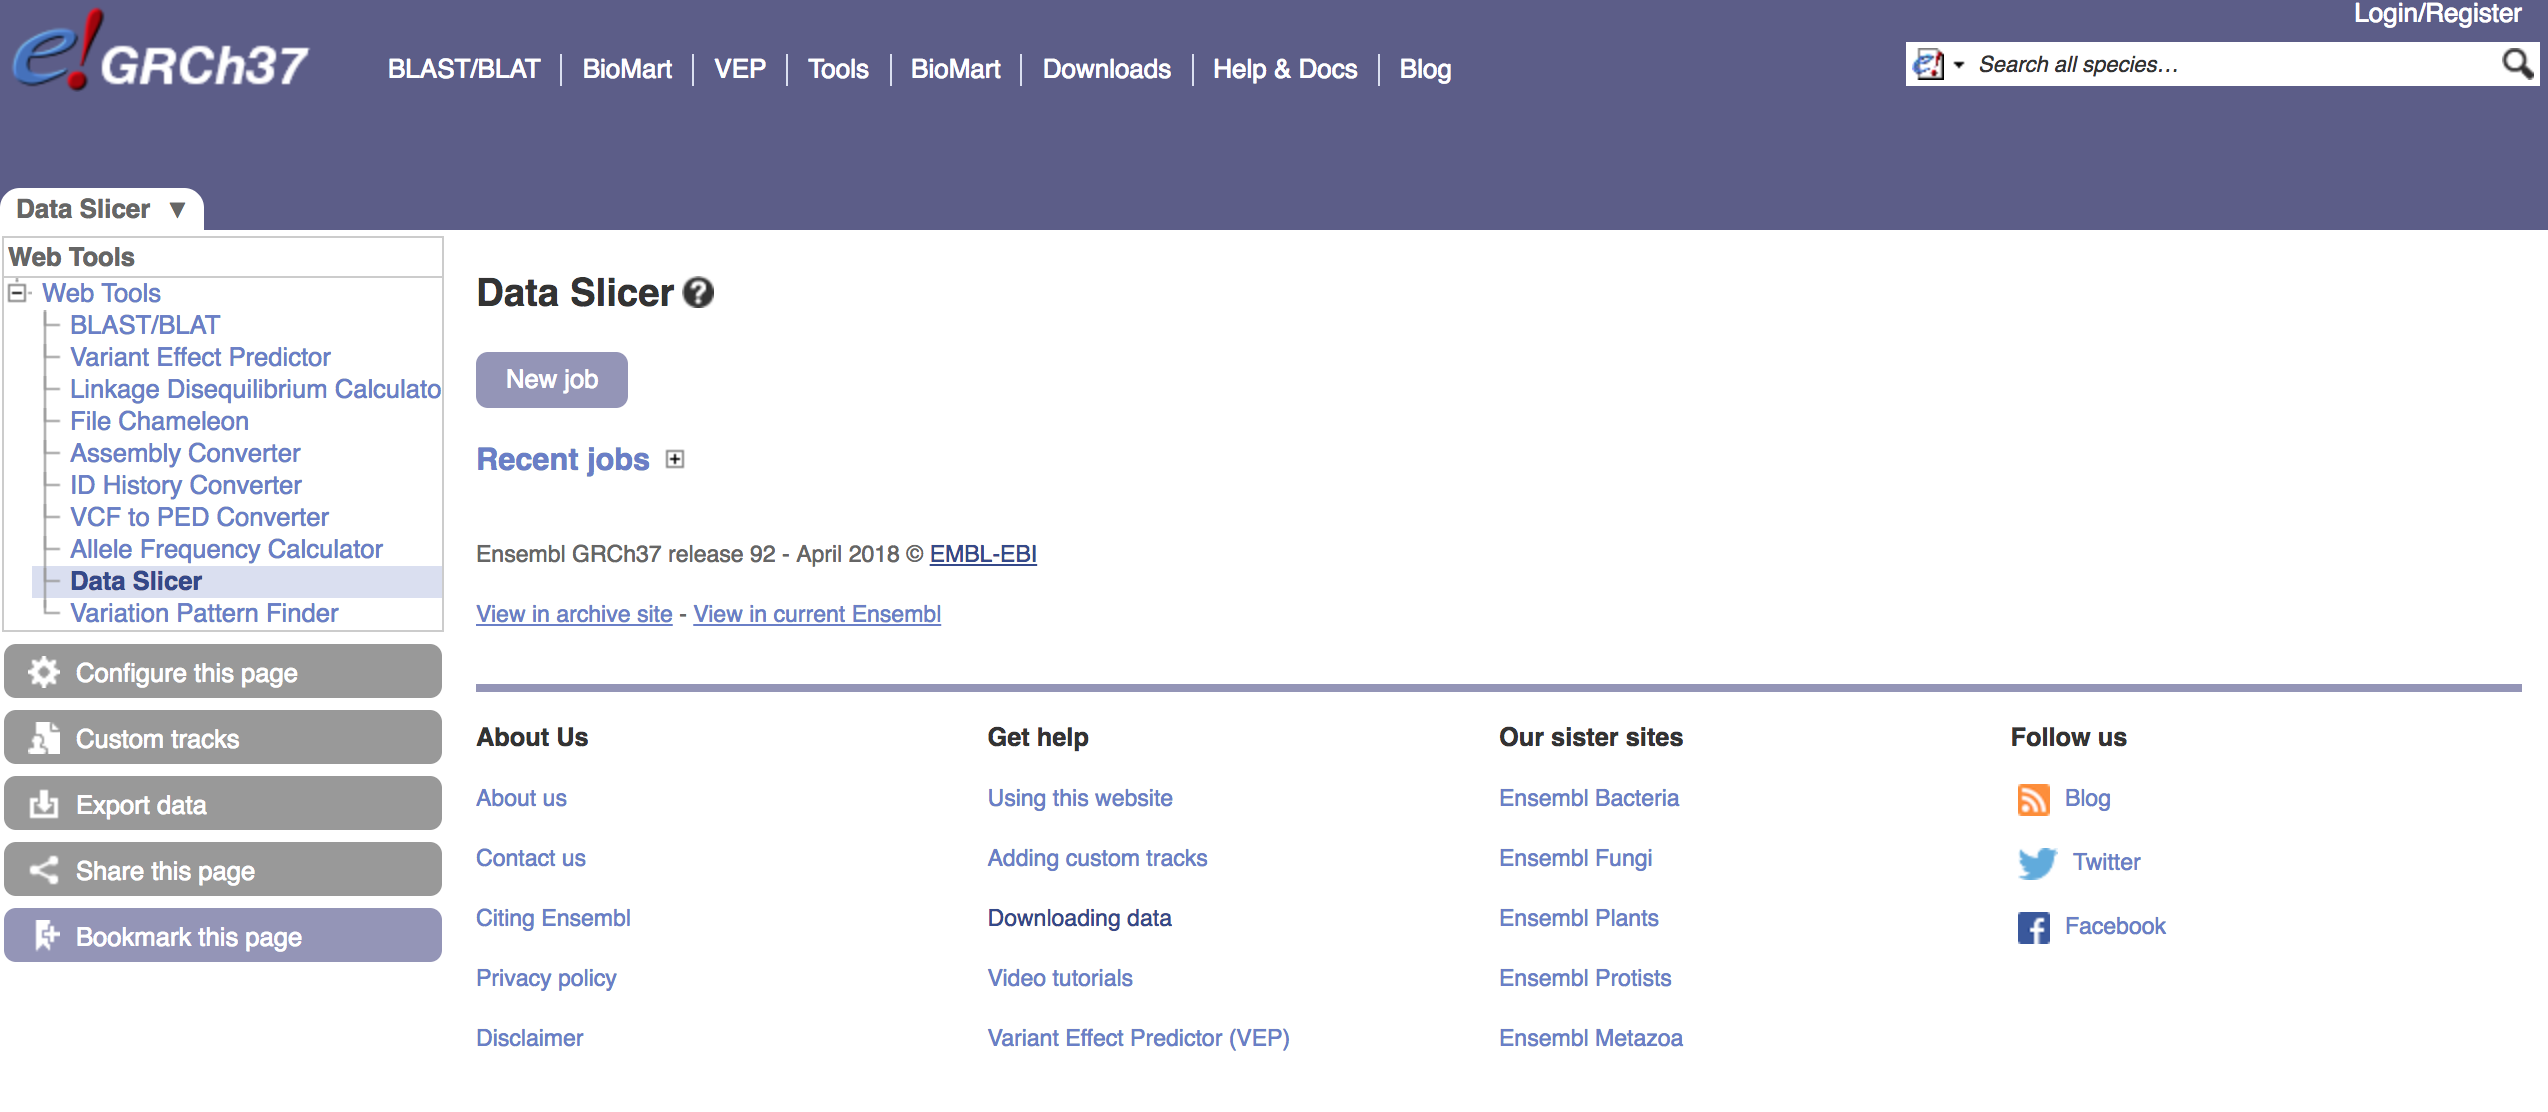 Login/Register
e! GRCh37
BLAST/BLAT | BioMart | VEP | Tools | BioMart | Downloads | Help & Docs | Blog
Search all species…
Data Slicer ▼
Web Tools
Web Tools
BLAST/BLAT
Variant Effect Predictor
Linkage Disequilibrium Calculato
File Chameleon
Assembly Converter
ID History Converter
VCF to PED Converter
Allele Frequency Calculator
Data Slicer
Variation Pattern Finder
Configure this page
Custom tracks
Export data
Share this page
Bookmark this page
Data Slicer
New job
Recent jobs
Ensembl GRCh37 release 92 - April 2018 © EMBL-EBI
View in archive site - View in current Ensembl
About Us
About us
Contact us
Citing Ensembl
Privacy policy
Disclaimer
Get help
Using this website
Adding custom tracks
Downloading data
Video tutorials
Variant Effect Predictor (VEP)
Our sister sites
Ensembl Bacteria
Ensembl Fungi
Ensembl Plants
Ensembl Protists
Ensembl Metazoa
Follow us
Blog
Twitter
Facebook